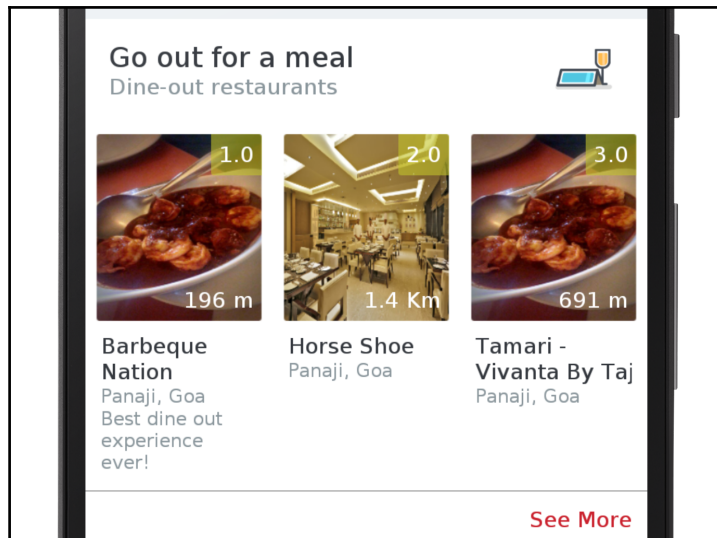 Go out for a meal
Dine-out restaurants
1.0
196 m
Barbeque
Nation
Panaji, Goa
Best dine out
experience
ever!
2.0
1.4 Km
Horse Shoe
Panaji, Goa
3.0
691 m
Tamari -
Vivanta By Taj
Panaji, Goa
See More